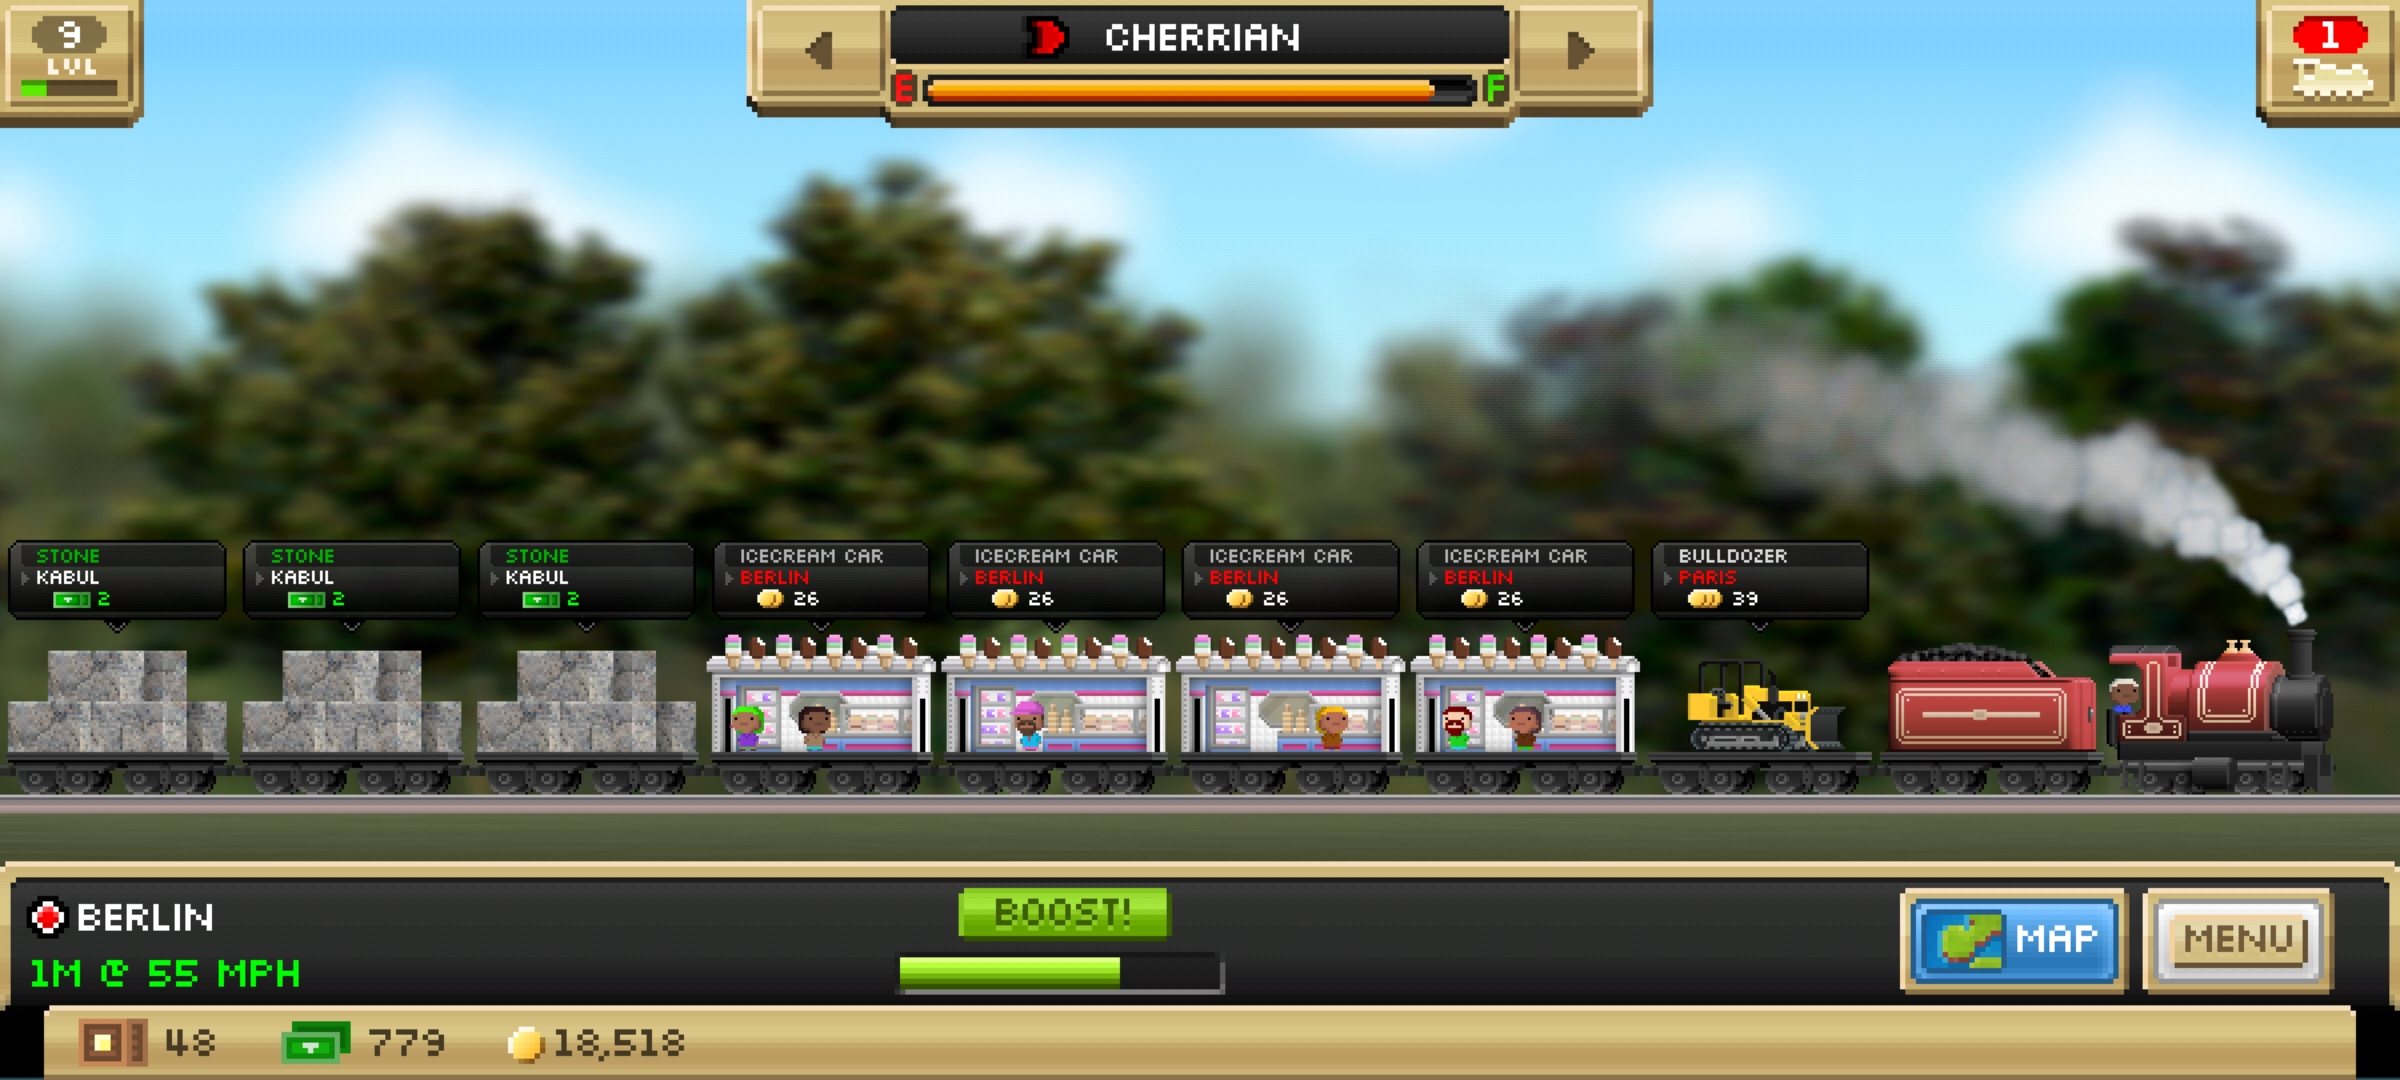 9
LVL
CHERRIAN
E F
1
STONE
KABUL
2
STONE
KABUL
2
STONE
KABUL
2
ICECREAM CAR
BERLIN
26
ICECREAM CAR
BERLIN
26
ICECREAM CAR
BERLIN
26
ICECREAM CAR
BERLIN
26
BULLDOZER
PARIS
39
BERLIN
1M @ 55 MPH
BOOST!
MAP
MENU
48
779
18,518